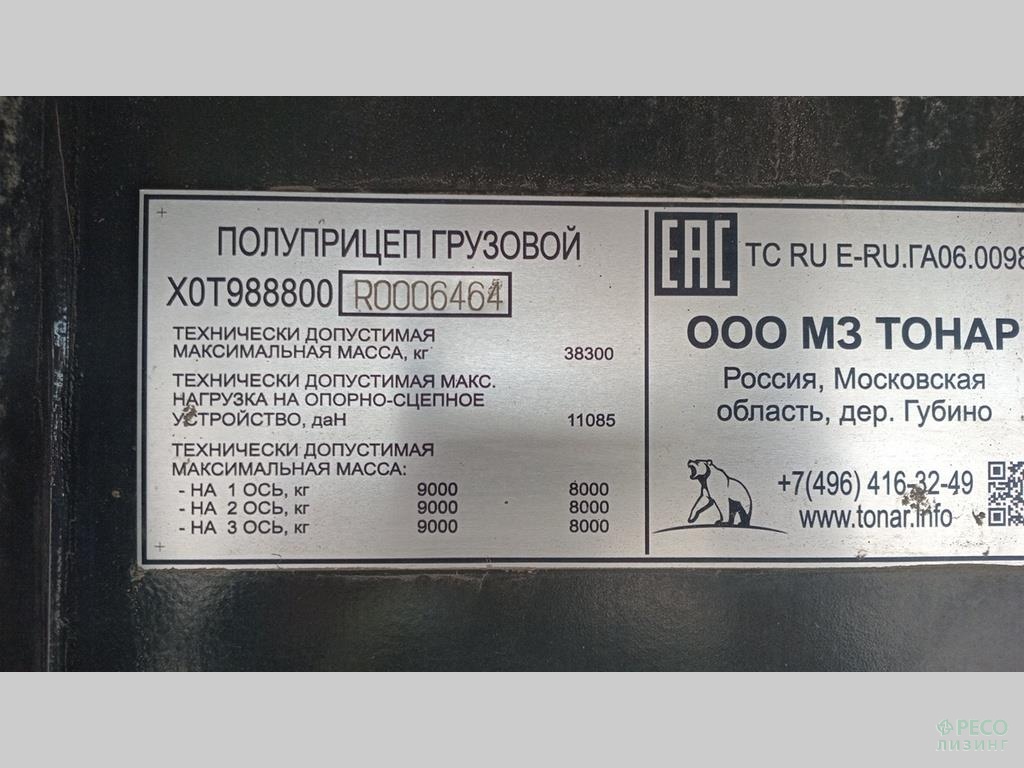 ПОЛУПРИЦЕП ГРУЗОВОЙ
X0T988800 R0006464
ТЕХНИЧЕСКИ ДОПУСТИМАЯ
МАКСИМАЛЬНАЯ МАССА, кг 38300
ТЕХНИЧЕСКИ ДОПУСТИМАЯ МАКС.
НАГРУЗКА НА ОПОРНО-СЦЕПНОЕ
УСТРОЙСТВО, даН 11085
ТЕХНИЧЕСКИ ДОПУСТИМАЯ
МАКСИМАЛЬНАЯ МАССА:
- НА 1 ОСЬ, кг 9000 8000
- НА 2 ОСЬ, кг 9000 8000
- НА 3 ОСЬ, кг 9000 8000
EAC ТС RU E-RU.ГА06.0098
ООО МЗ ТОНАР
Россия, Московская
область, дер. Губино
+7(496) 416-32-49
www.tonar.info
РЕСО
ЛИЗИНГ